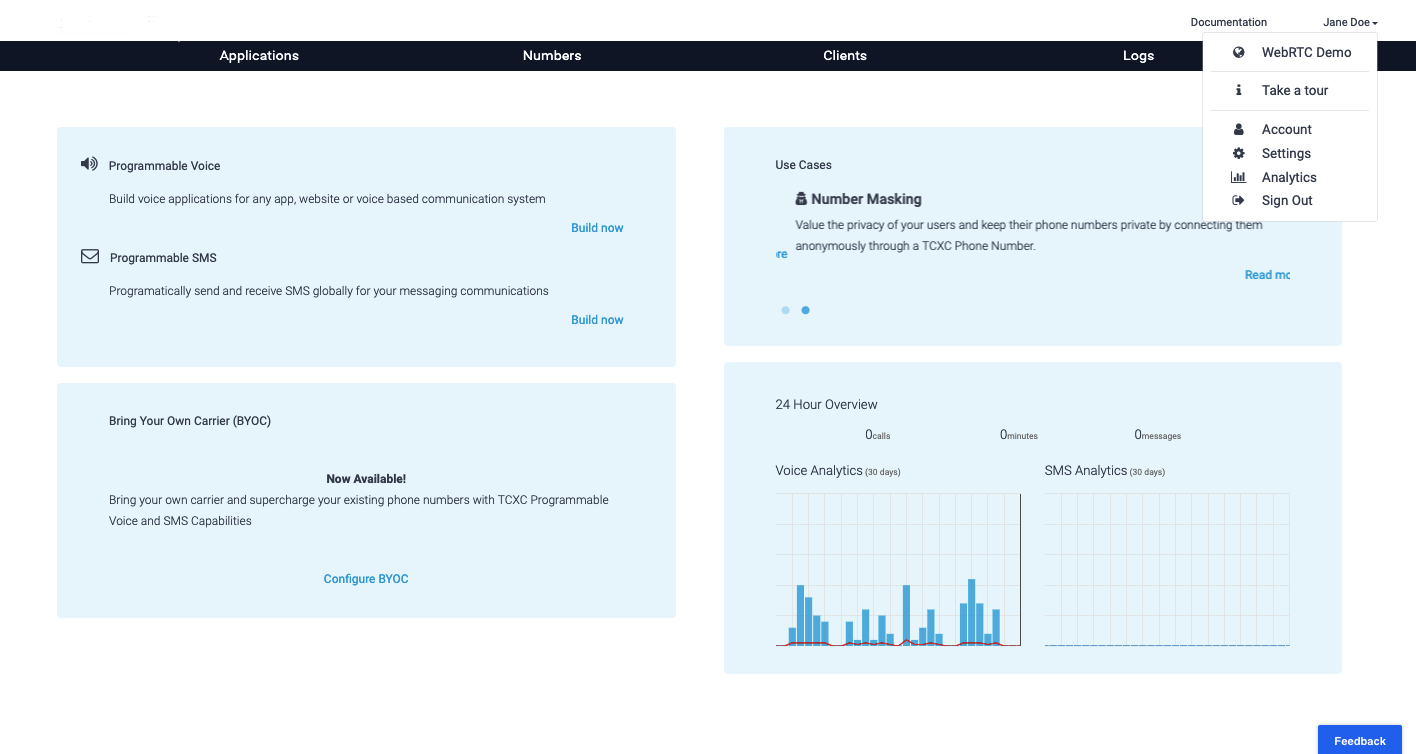 Documentation
Jane Doe
Applications
Numbers
Clients
Logs
WebRTC Demo
Take a tour
Account
Settings
Analytics
Sign Out
Programmable Voice
Build voice applications for any app, website or voice based communication system
Build now
Programmable SMS
Programatically send and receive SMS globally for your messaging communications
Build now
Use Cases
Number Masking
Value the privacy of your users and keep their phone numbers private by connecting them
anonymously through a TCXC Phone Number.
re
Read mo
Bring Your Own Carrier (BYOC)
Now Available!
Bring your own carrier and supercharge your existing phone numbers with TCXC Programmable
Voice and SMS Capabilities
Configure BYOC
24 Hour Overview
0calls
0minutes
0messages
Voice Analytics (30 days)
SMS Analytics (30 days)
Feedback